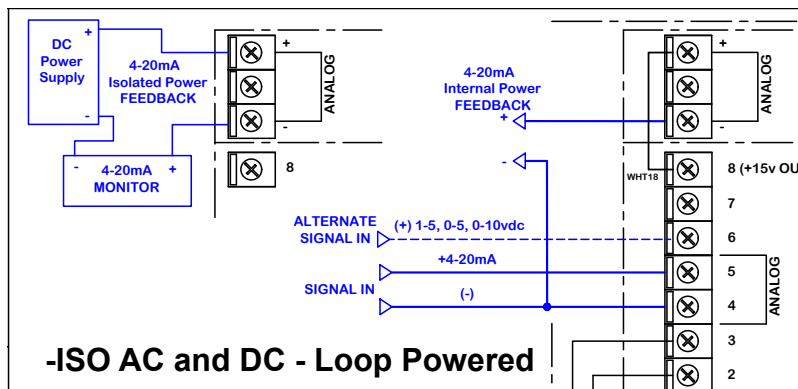 +
DC
Power
Supply
-
4-20mA
Isolated Power
FEEDBACK
+
ANALOG
-
- 4-20mA +
MONITOR
8
4-20mA
Internal Power
FEEDBACK
+
-
+
ANALOG
-
WHT18
8 (+15v OU
7
ALTERNATE
SIGNAL IN
(+) 1-5, 0-5, 0-10vdc
6
+4-20mA
5
SIGNAL IN
(-)
4
ANALOG
3
2
-ISO AC and DC - Loop Powered